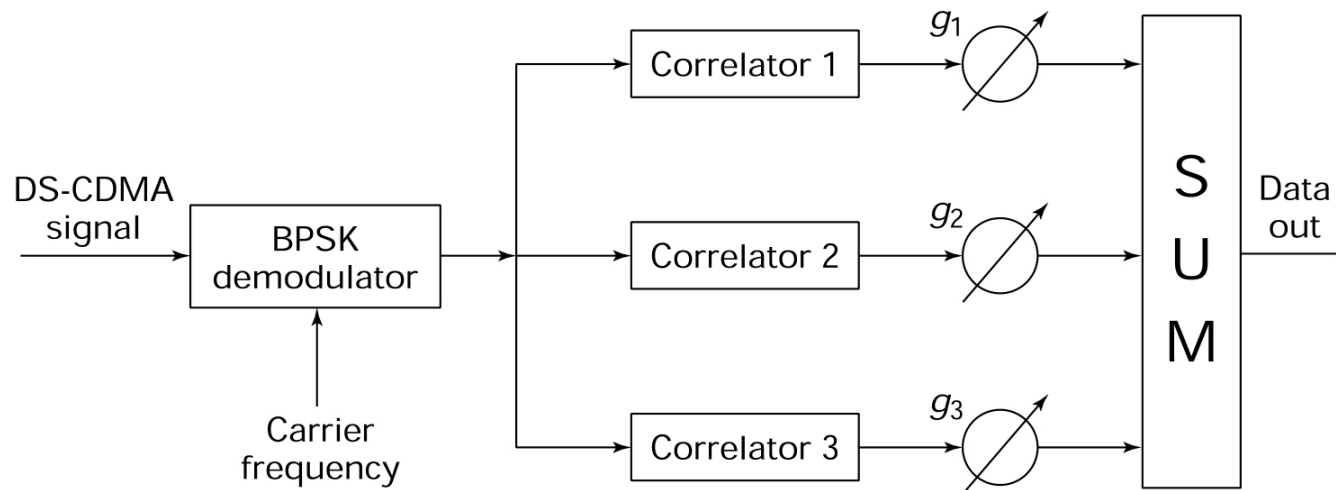 DS-CDMA
signal
BPSK
demodulator
Carrier
frequency
Correlator 1
g1
Correlator 2
g2
Correlator 3
g3
S
U
M
Data
out